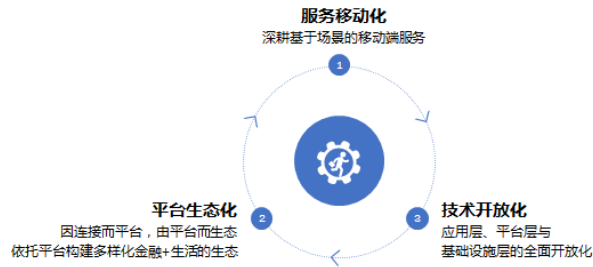 服务移动化
深耕基于场景的移动端服务
1
平台生态化
因连接而平台，由平台而生态
依托平台构建多样化金融+生活的生态
2
3
技术开放化
应用层、平台层与
基础设施层的全面开放化